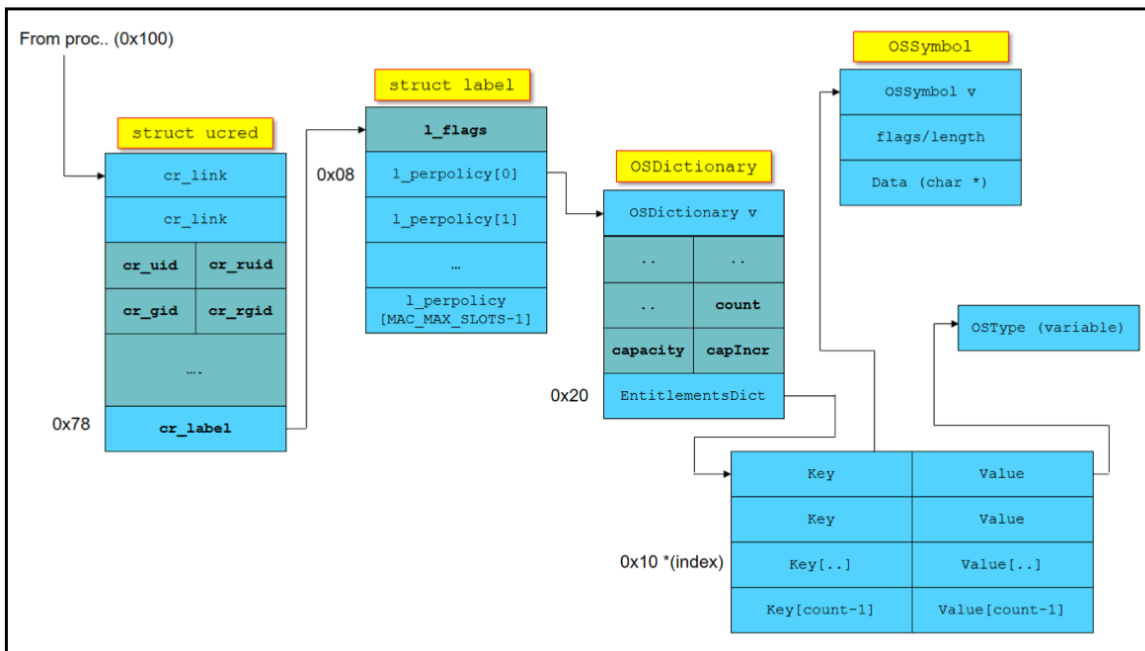 From proc.. (0x100)
struct ucred
cr_link
cr_link
cr_uid cr_ruid
cr_gid cr_rgid
….
0x78
cr_label
struct label
l_flags
0x08
l_perpolicy[0]
l_perpolicy[1]
…
l_perpolicy
[MAC_MAX_SLOTS-1]
OSDictionary
OSDictionary v
.. ..
.. count
capacity capIncr
0x20
EntitlementsDict
OSSymbol
OSSymbol v
flags/length
Data (char *)
OSType (variable)
Key Value
Key Value
0x10 *(index)
Key[..] Value[..]
Key[count-1] Value[count-1]